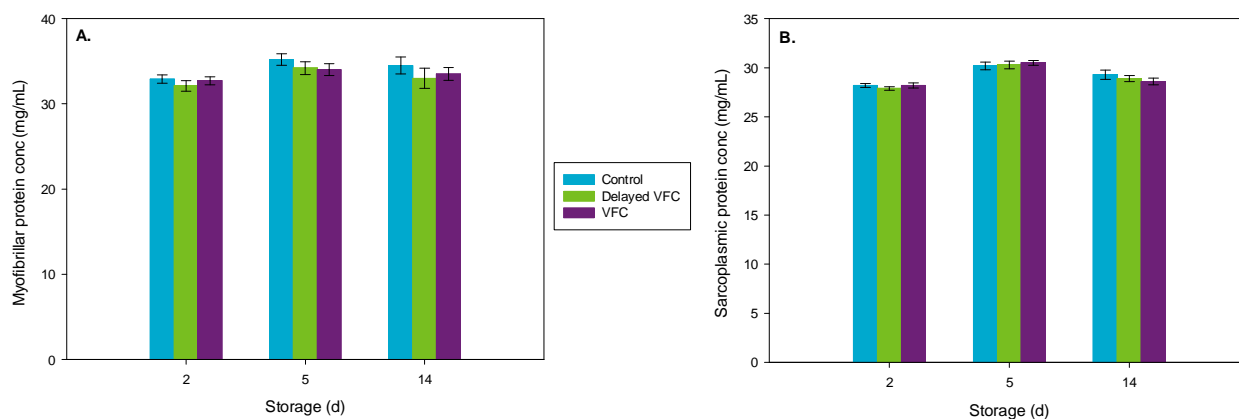 A.
Myofibrillar protein conc (mg/mL)
40
30
20
10
0
2 5 14
Storage (d)
Control
Delayed VFC
VFC
B.
Sarcoplasmic protein conc (mg/mL)
35
30
25
20
15
10
5
0
2 5 14
Storage (d)